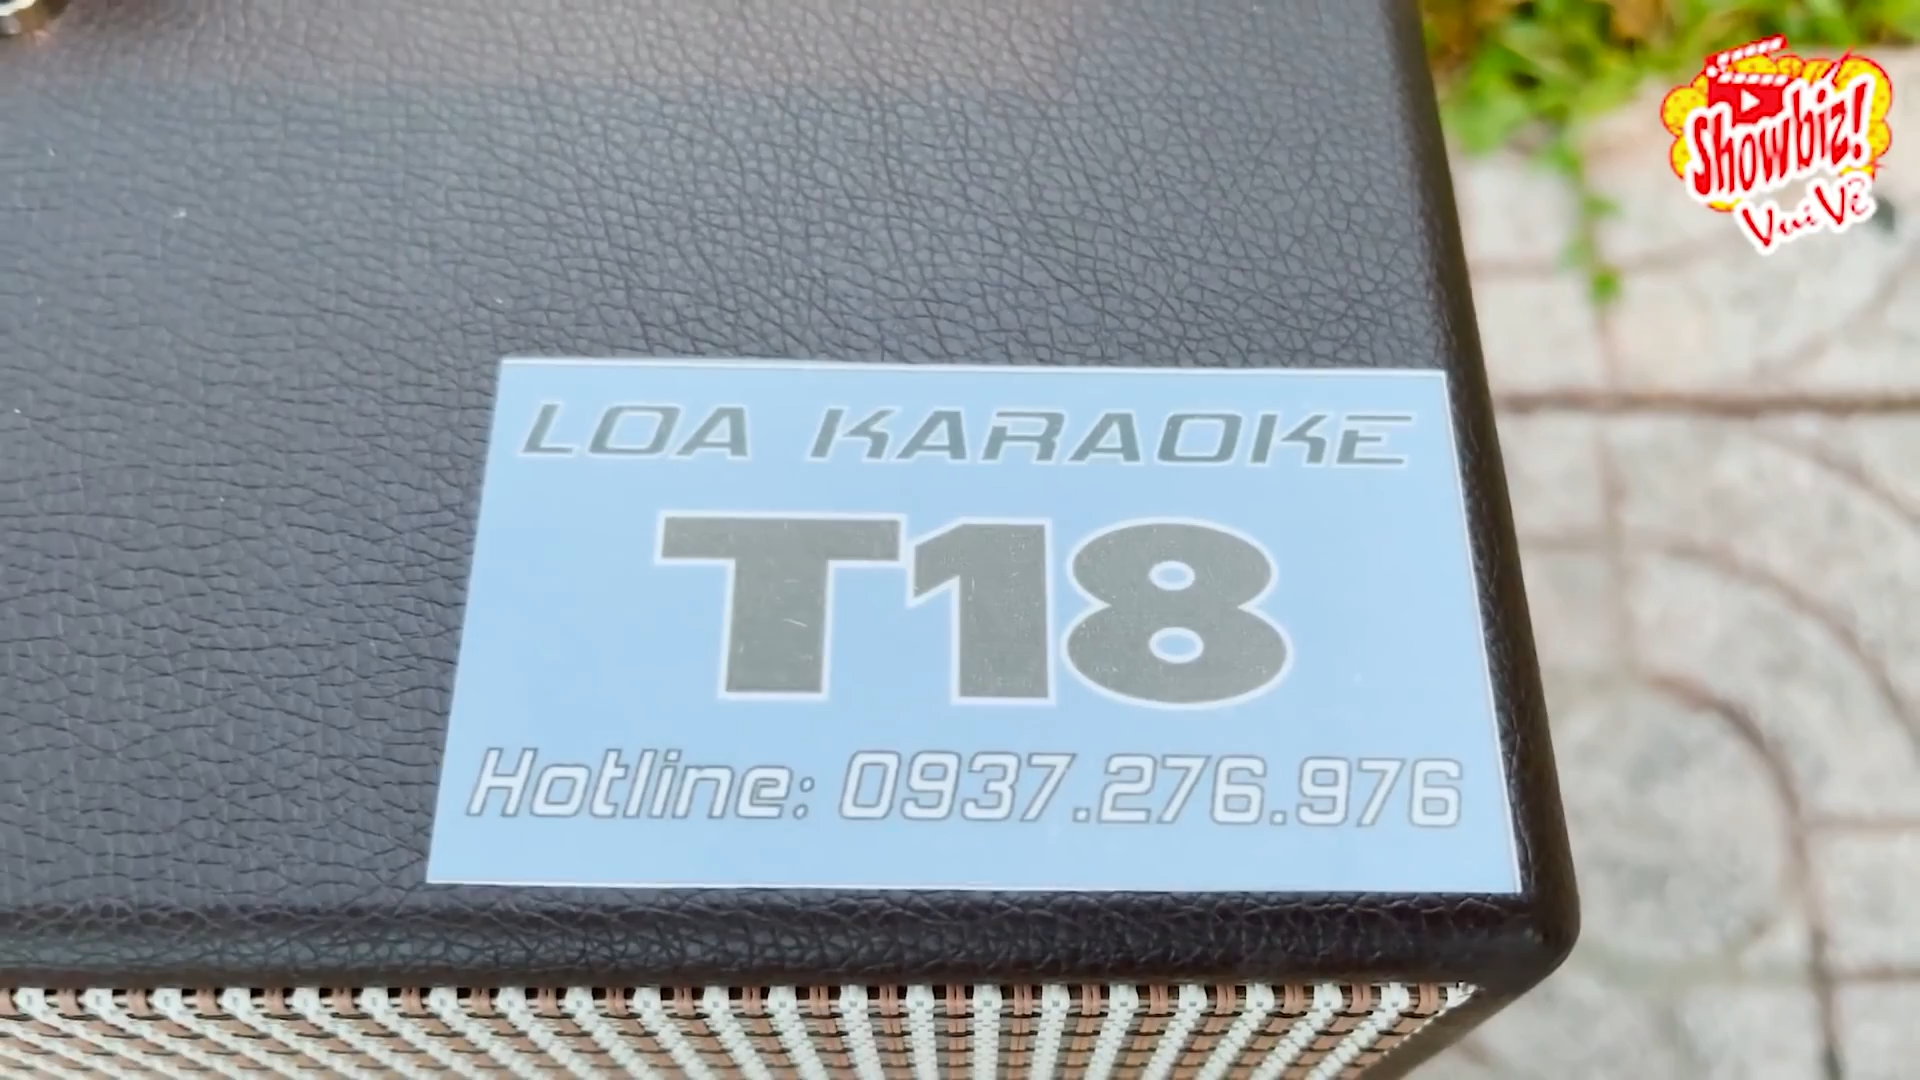 Showbiz!
Vui Vẻ
LOA KARAOKE
T18
Hotline: 0937.276.976